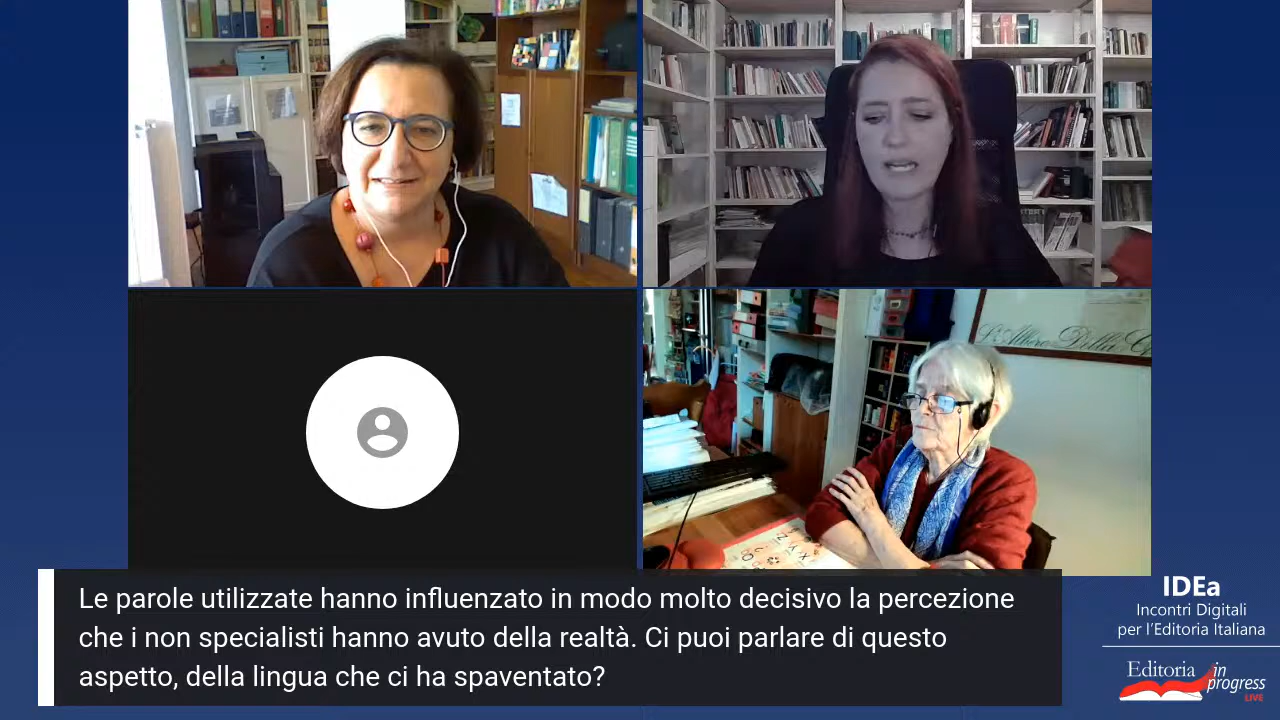 L'Albero Della
Le parole utilizzate hanno influenzato in modo molto decisivo la percezione
che i non specialisti hanno avuto della realtà. Ci puoi parlare di questo
aspetto, della lingua che ci ha spaventato?
IDEa
Incontri Digitali
per l'Editoria Italiana
Editoria in
progress
LIVE